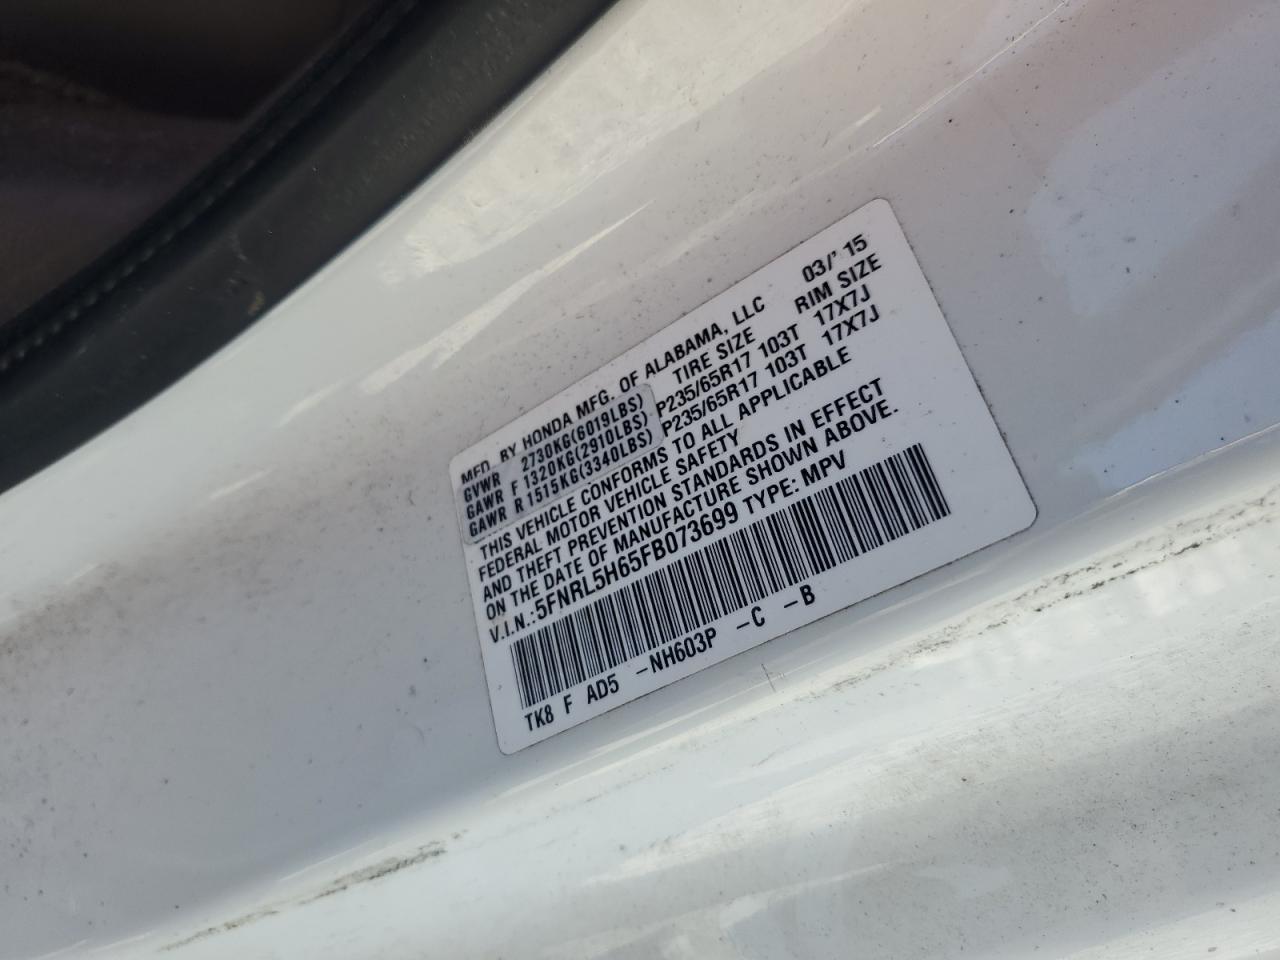 MFD. BY HONDA MFG. OF ALABAMA, LLC 03/' 15
GVWR 2730KG(6019LBS) TIRE SIZE RIM SIZE
GAWR F 1320KG(2910LBS) P235/65R17 103T 17X7J
GAWR R 1515KG(3340LBS) P235/65R17 103T 17X7J
THIS VEHICLE CONFORMS TO ALL APPLICABLE
FEDERAL MOTOR VEHICLE SAFETY
AND THEFT PREVENTION STANDARDS IN EFFECT
ON THE DATE OF MANUFACTURE SHOWN ABOVE.
V.I.N.:5FNRL5H65FB073699 TYPE: MPV
TK8 F AD5 -NH603P -C -B